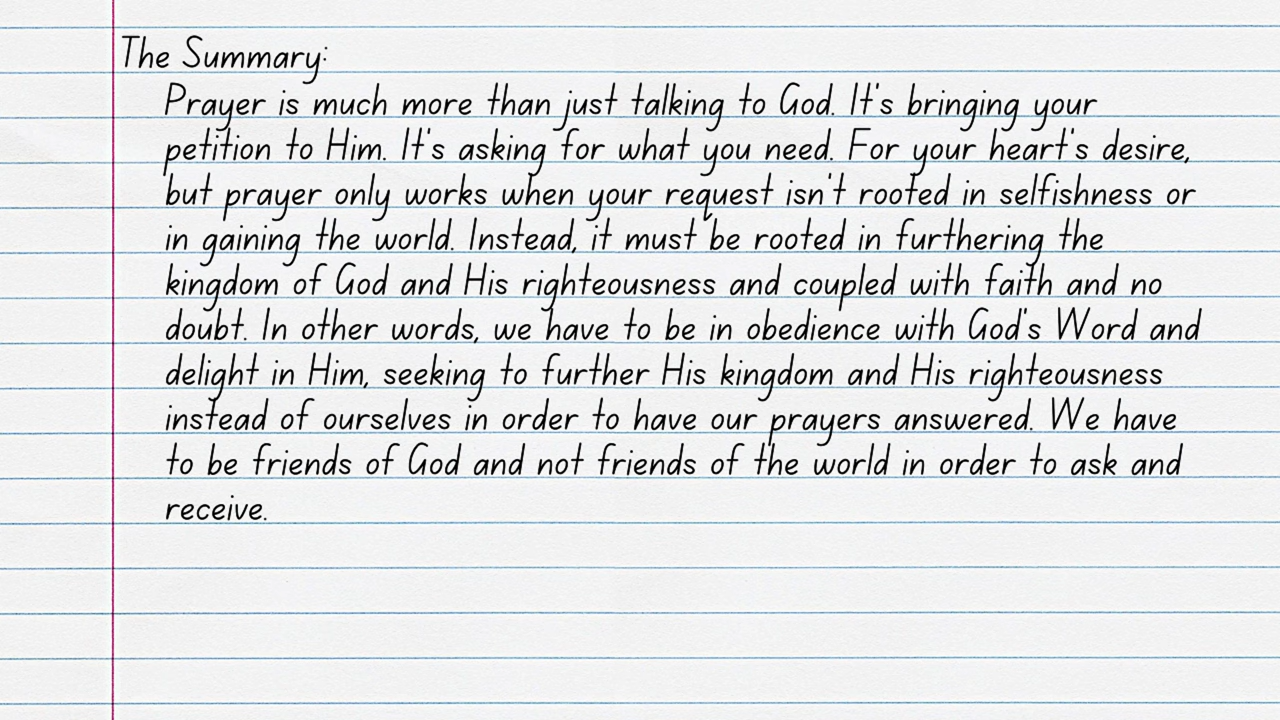 The Summary:
Prayer is much more than just talking to God. It's bringing your
petition to Him. It's asking for what you need. For your heart's desire,
but prayer only works when your request isn't rooted in selfishness or
in gaining the world. Instead, it must be rooted in furthering the
kingdom of God and His righteousness and coupled with faith and no
doubt. In other words, we have to be in obedience with God's Word and
delight in Him, seeking to further His kingdom and His righteousness
instead of ourselves in order to have our prayers answered. We have
to be friends of God and not friends of the world in order to ask and
receive.